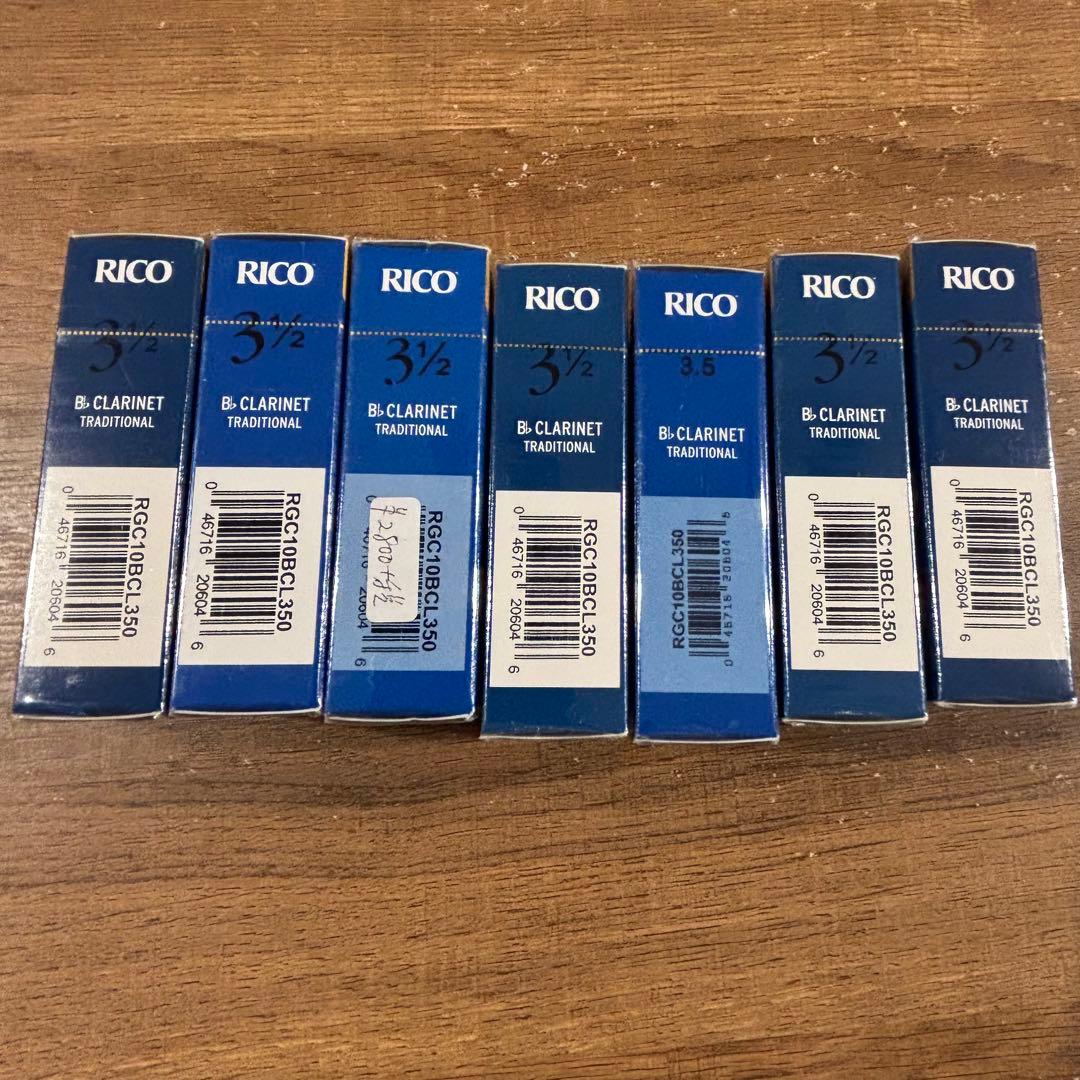 RICO
3½
B♭ CLARINET
TRADITIONAL
RGC10BCL350
0 46716 20604 6
RICO
3½
B♭ CLARINET
TRADITIONAL
RGC10BCL350
0 46716 20604 6
RICO
3½
B♭ CLARINET
TRADITIONAL
RGC10BCL350
20604 6
¥2800
RICO
3½
B♭ CLARINET
TRADITIONAL
RGC10BCL350
0 46716 20604 6
RICO
3.5
B♭ CLARINET
TRADITIONAL
RGC10BCL350
RICO
3½
B♭ CLARINET
TRADITIONAL
RGC10BCL350
0 46716 20604 6
RICO
3½
B♭ CLARINET
TRADITIONAL
RGC10BCL350
0 46716 20604 6